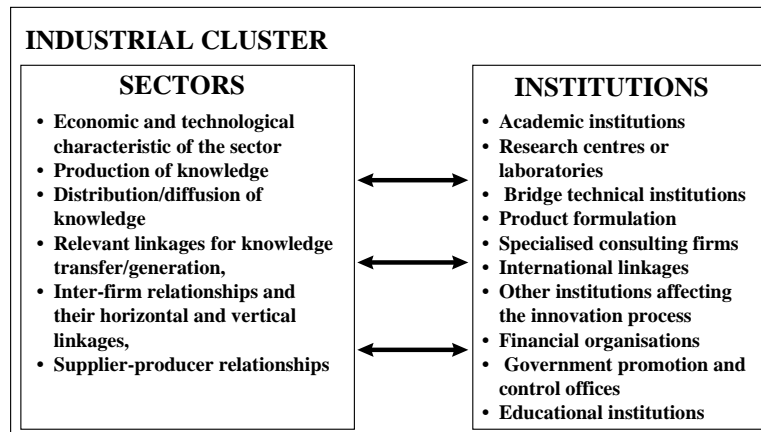 INDUSTRIAL CLUSTER
SECTORS
• Economic and technological
characteristic of the sector
• Production of knowledge
• Distribution/diffusion of
knowledge
• Relevant linkages for knowledge
transfer/generation,
• Inter-firm relationships and
their horizontal and vertical
linkages,
• Supplier-producer relationships
INSTITUTIONS
• Academic institutions
• Research centres or
laboratories
• Bridge technical institutions
• Product formulation
• Specialised consulting firms
• International linkages
• Other institutions affecting
the innovation process
• Financial organisations
• Government promotion and
control offices
• Educational institutions